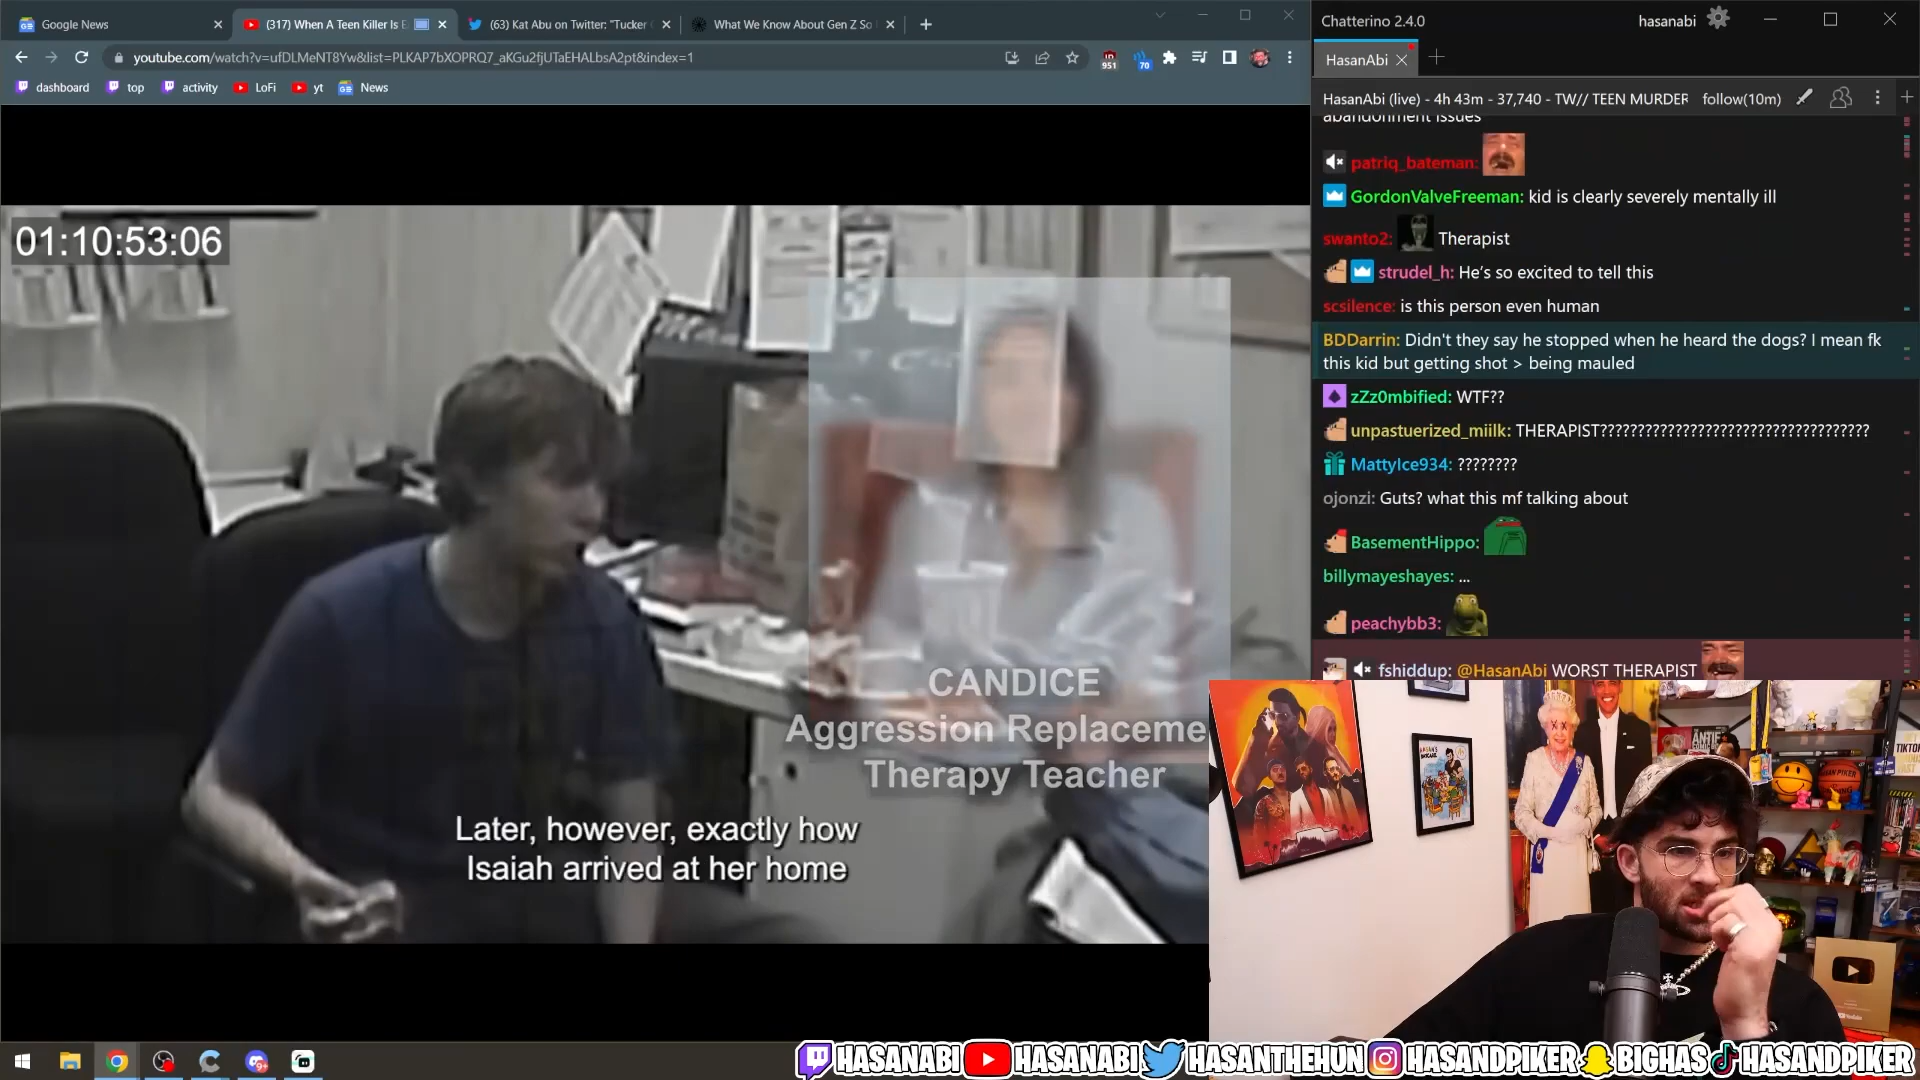 Google News
(317) When A Teen Killer Is E
(63) Kat Abu on Twitter: "Tucker
What We Know About Gen Z So
youtube.com/watch?v=ufDLMeNT8Yw&list=PLKAP7bXOPRQ7_aKGu2fjUTaEHALbsA2pt&index=1
951
70
dashboard
top
activity
LoFi
yt
News
Chatterino 2.4.0
hasanabi
HasanAbi
HasanAbi (live) - 4h 43m - 37,740 - TW// TEEN MURDER
follow(10m)
abandonment issues
patriq_bateman:
GordonValveFreeman: kid is clearly severely mentally ill
swanto2: Therapist
strudel_h: He's so excited to tell this
scsilence: is this person even human
BDDarrin: Didn't they say he stopped when he heard the dogs? I mean fk
this kid but getting shot > being mauled
zZz0mbified: WTF??
unpastuerized_miilk: THERAPIST???????????????????????????????????
MattyIce934: ????????
ojonzi: Guts? what this mf talking about
BasementHippo:
billymayeshayes: ...
peachybb3:
fshiddup: @HasanAbi WORST THERAPIST
01:10:53:06
CANDICE
Aggression Replaceme
Therapy Teacher
Later, however, exactly how
Isaiah arrived at her home
HASANABI
HASANABI
HASANTHEHUN
HASANDPIKER
BIGHAS
HASANDPIKER